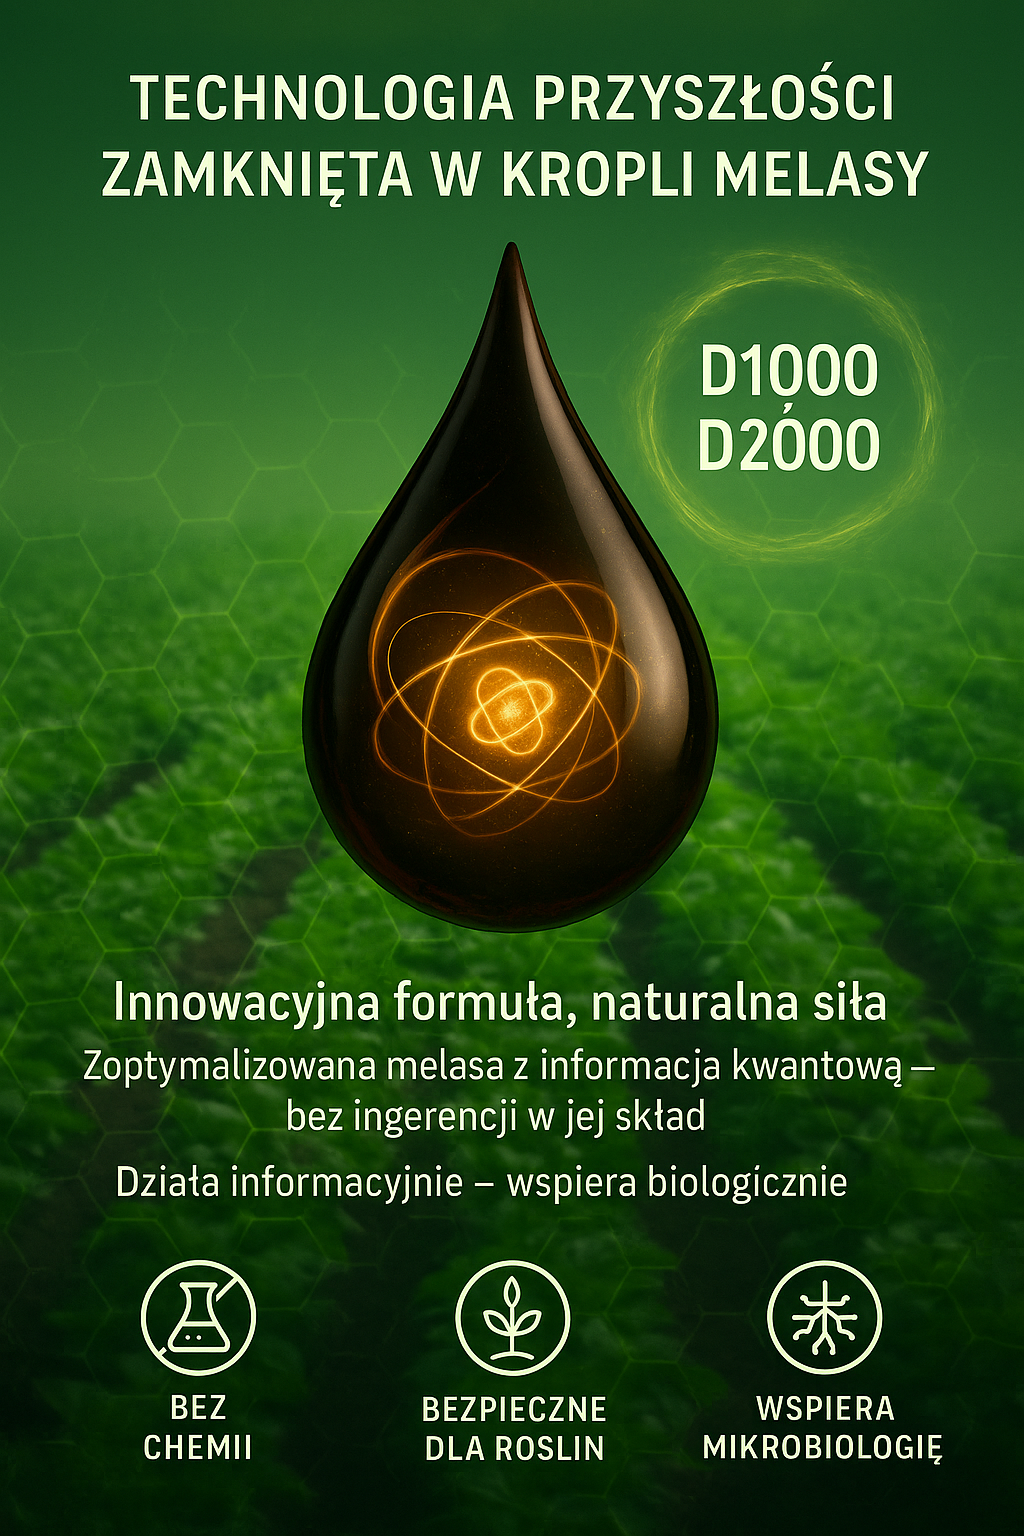 TECHNOLOGIA PRZYSZŁOŚCI
ZAMKNIĘTA W KROPLI MELASY
D1000
D2000
Innowacyjna formuła, naturalna siła
Zoptymalizowana melasa z informacja kwantową –
bez ingerencji w jej skład
Działa informacyjnie – wspiera biologicznie
BEZ
CHEMII
BEZPIECZNE
DLA ROSLIN
WSPIERA
MIKROBIOLOGIĘ